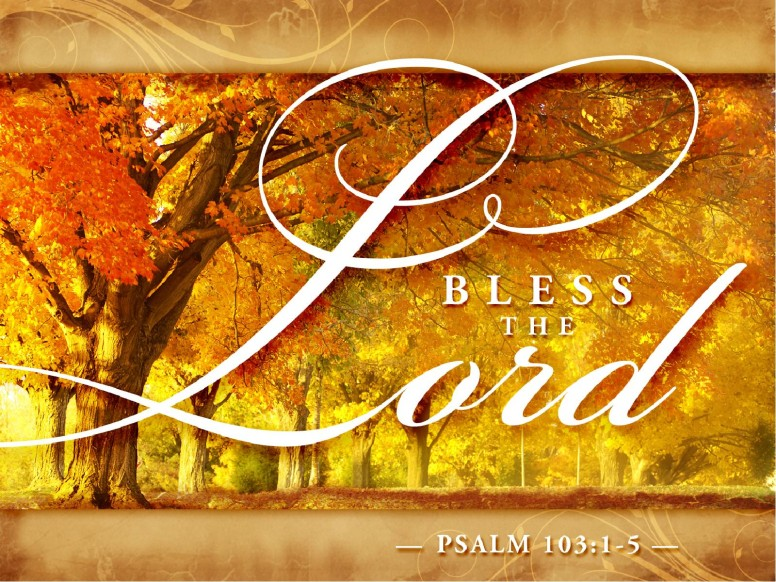 BLESS
THE
Lord
— PSALM 103:1-5 —